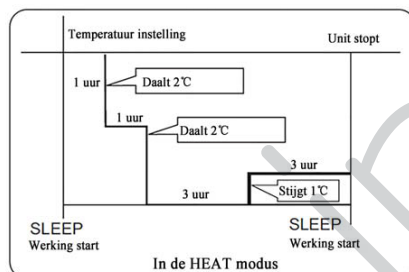 Temperatuur instelling
Unit stopt
1 uur
Daalt 2℃
1 uur
Daalt 2℃
3 uur
3 uur
Stijgt 1℃
SLEEP
Werking start
SLEEP
Werking start
In de HEAT modus